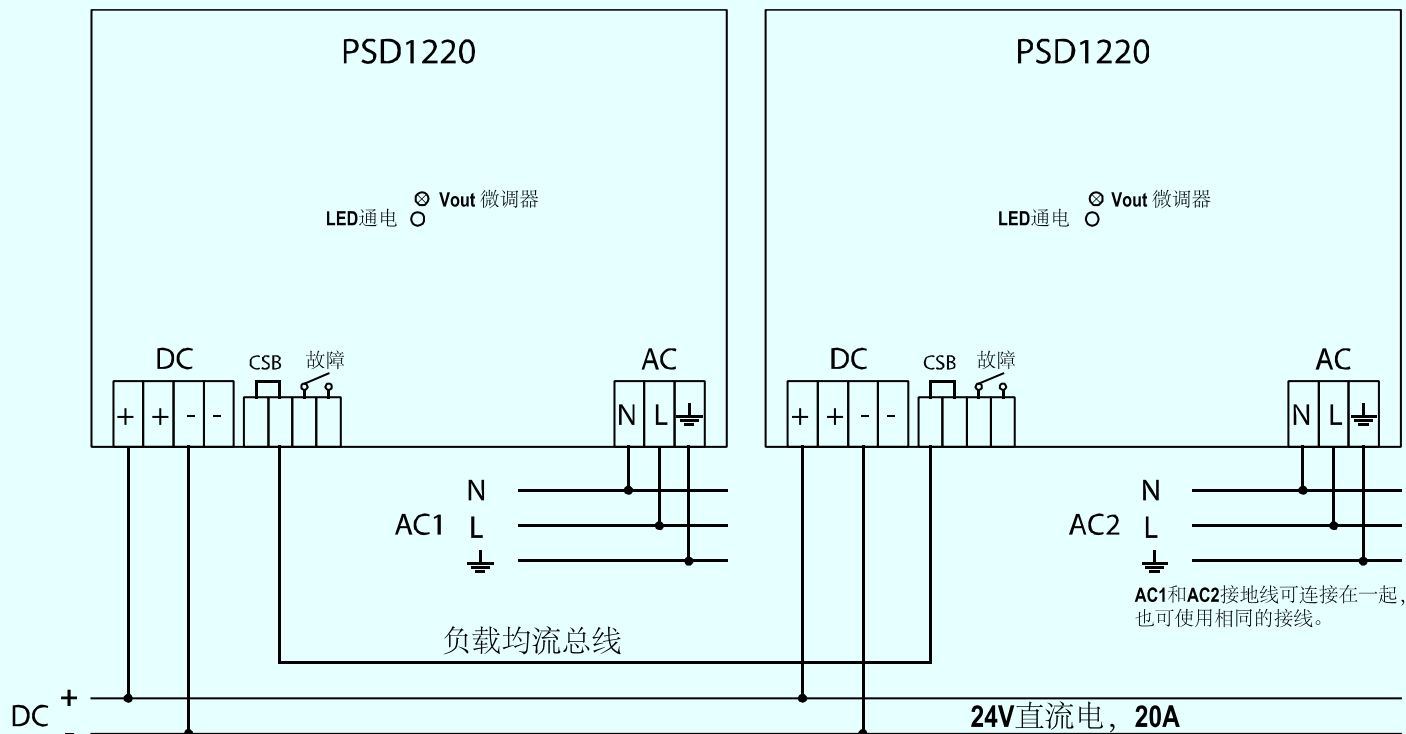 PSD1220
Vout 微调器
LED通电
DC
CSB
故障
AC
+ + - -
N L
N
AC1 L
PSD1220
Vout 微调器
LED通电
DC
CSB
故障
AC
+ + - -
N L
N
AC2 L
AC1和AC2接地线可连接在一起,
也可使用相同的接线。
负载均流总线
+
DC
-
24V直流电，20A